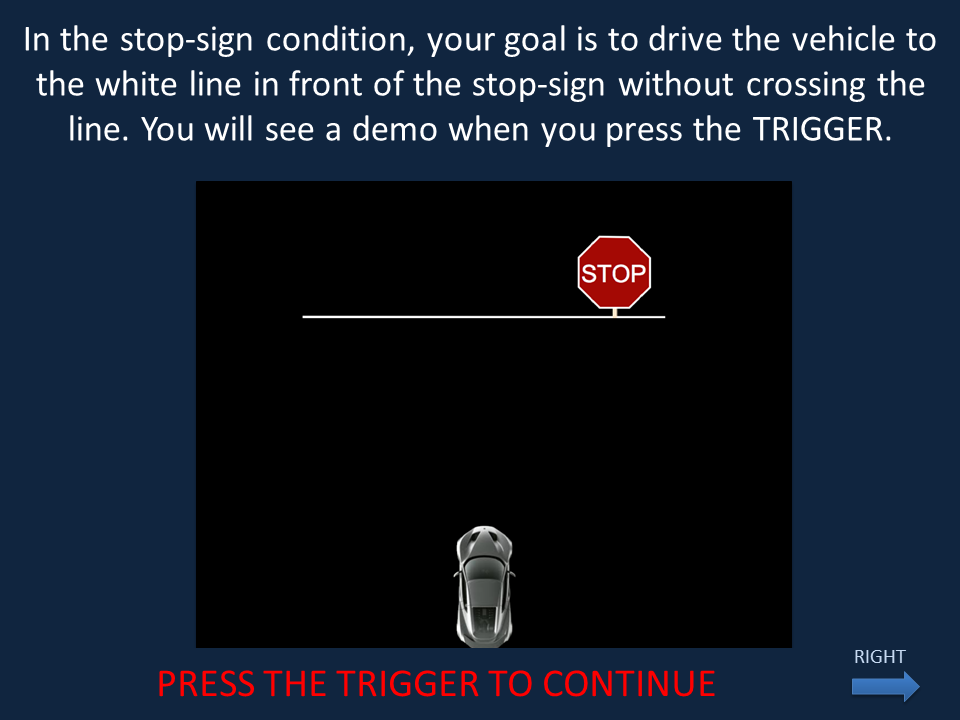 In the stop-sign condition, your goal is to drive the vehicle to
the white line in front of the stop-sign without crossing the
line. You will see a demo when you press the TRIGGER.
STOP
RIGHT
PRESS THE TRIGGER TO CONTINUE